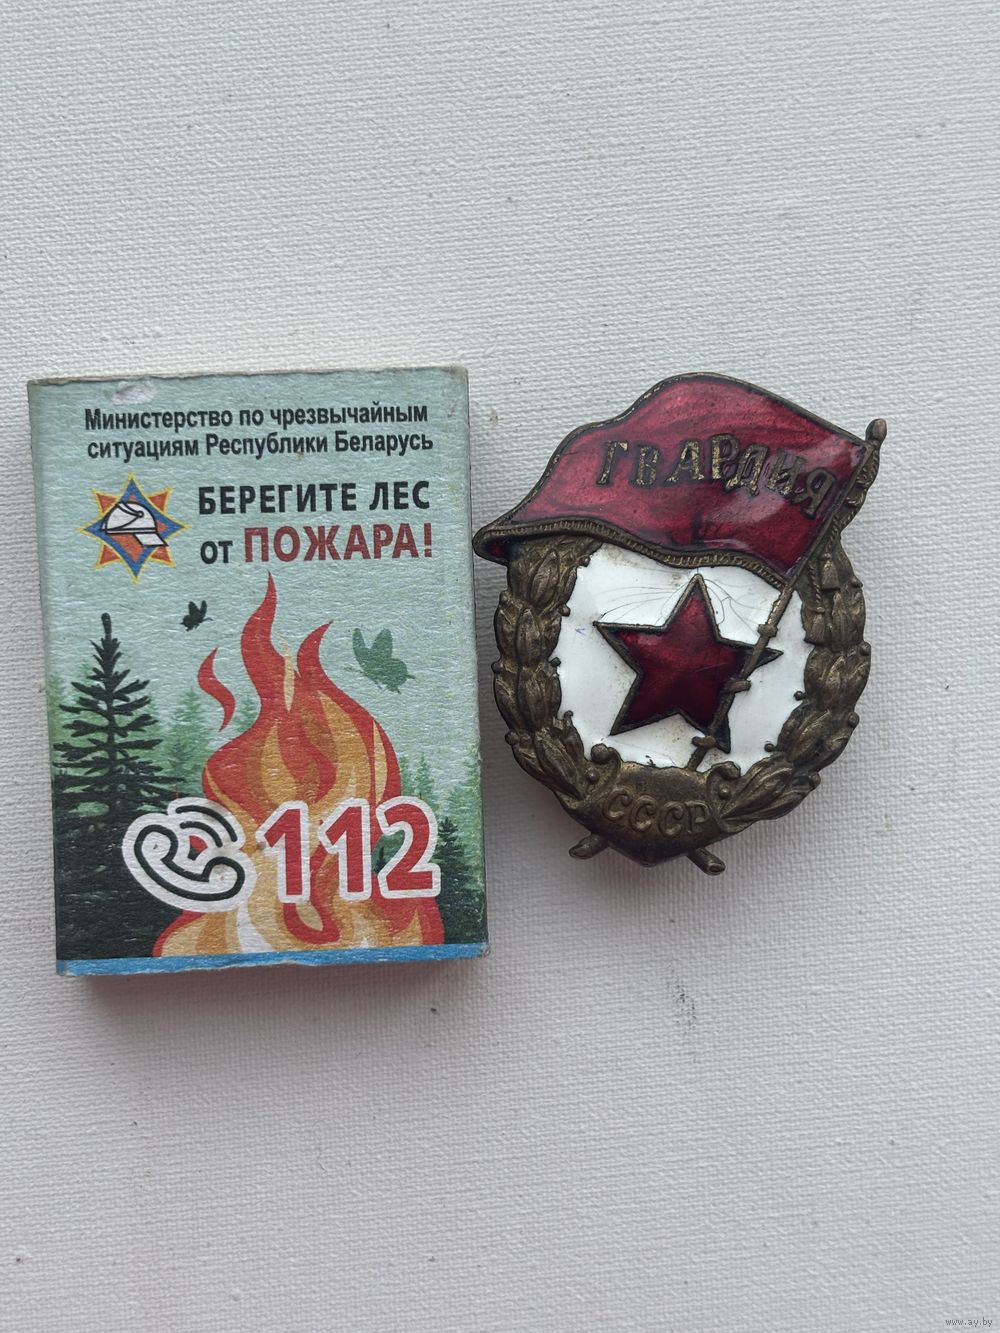 Министерство по чрезвычайным
ситуациям Республики Беларусь
БЕРЕГИТЕ ЛЕС
от ПОЖАРА!
112
ГВАРДИЯ
СССР
www.ay.by